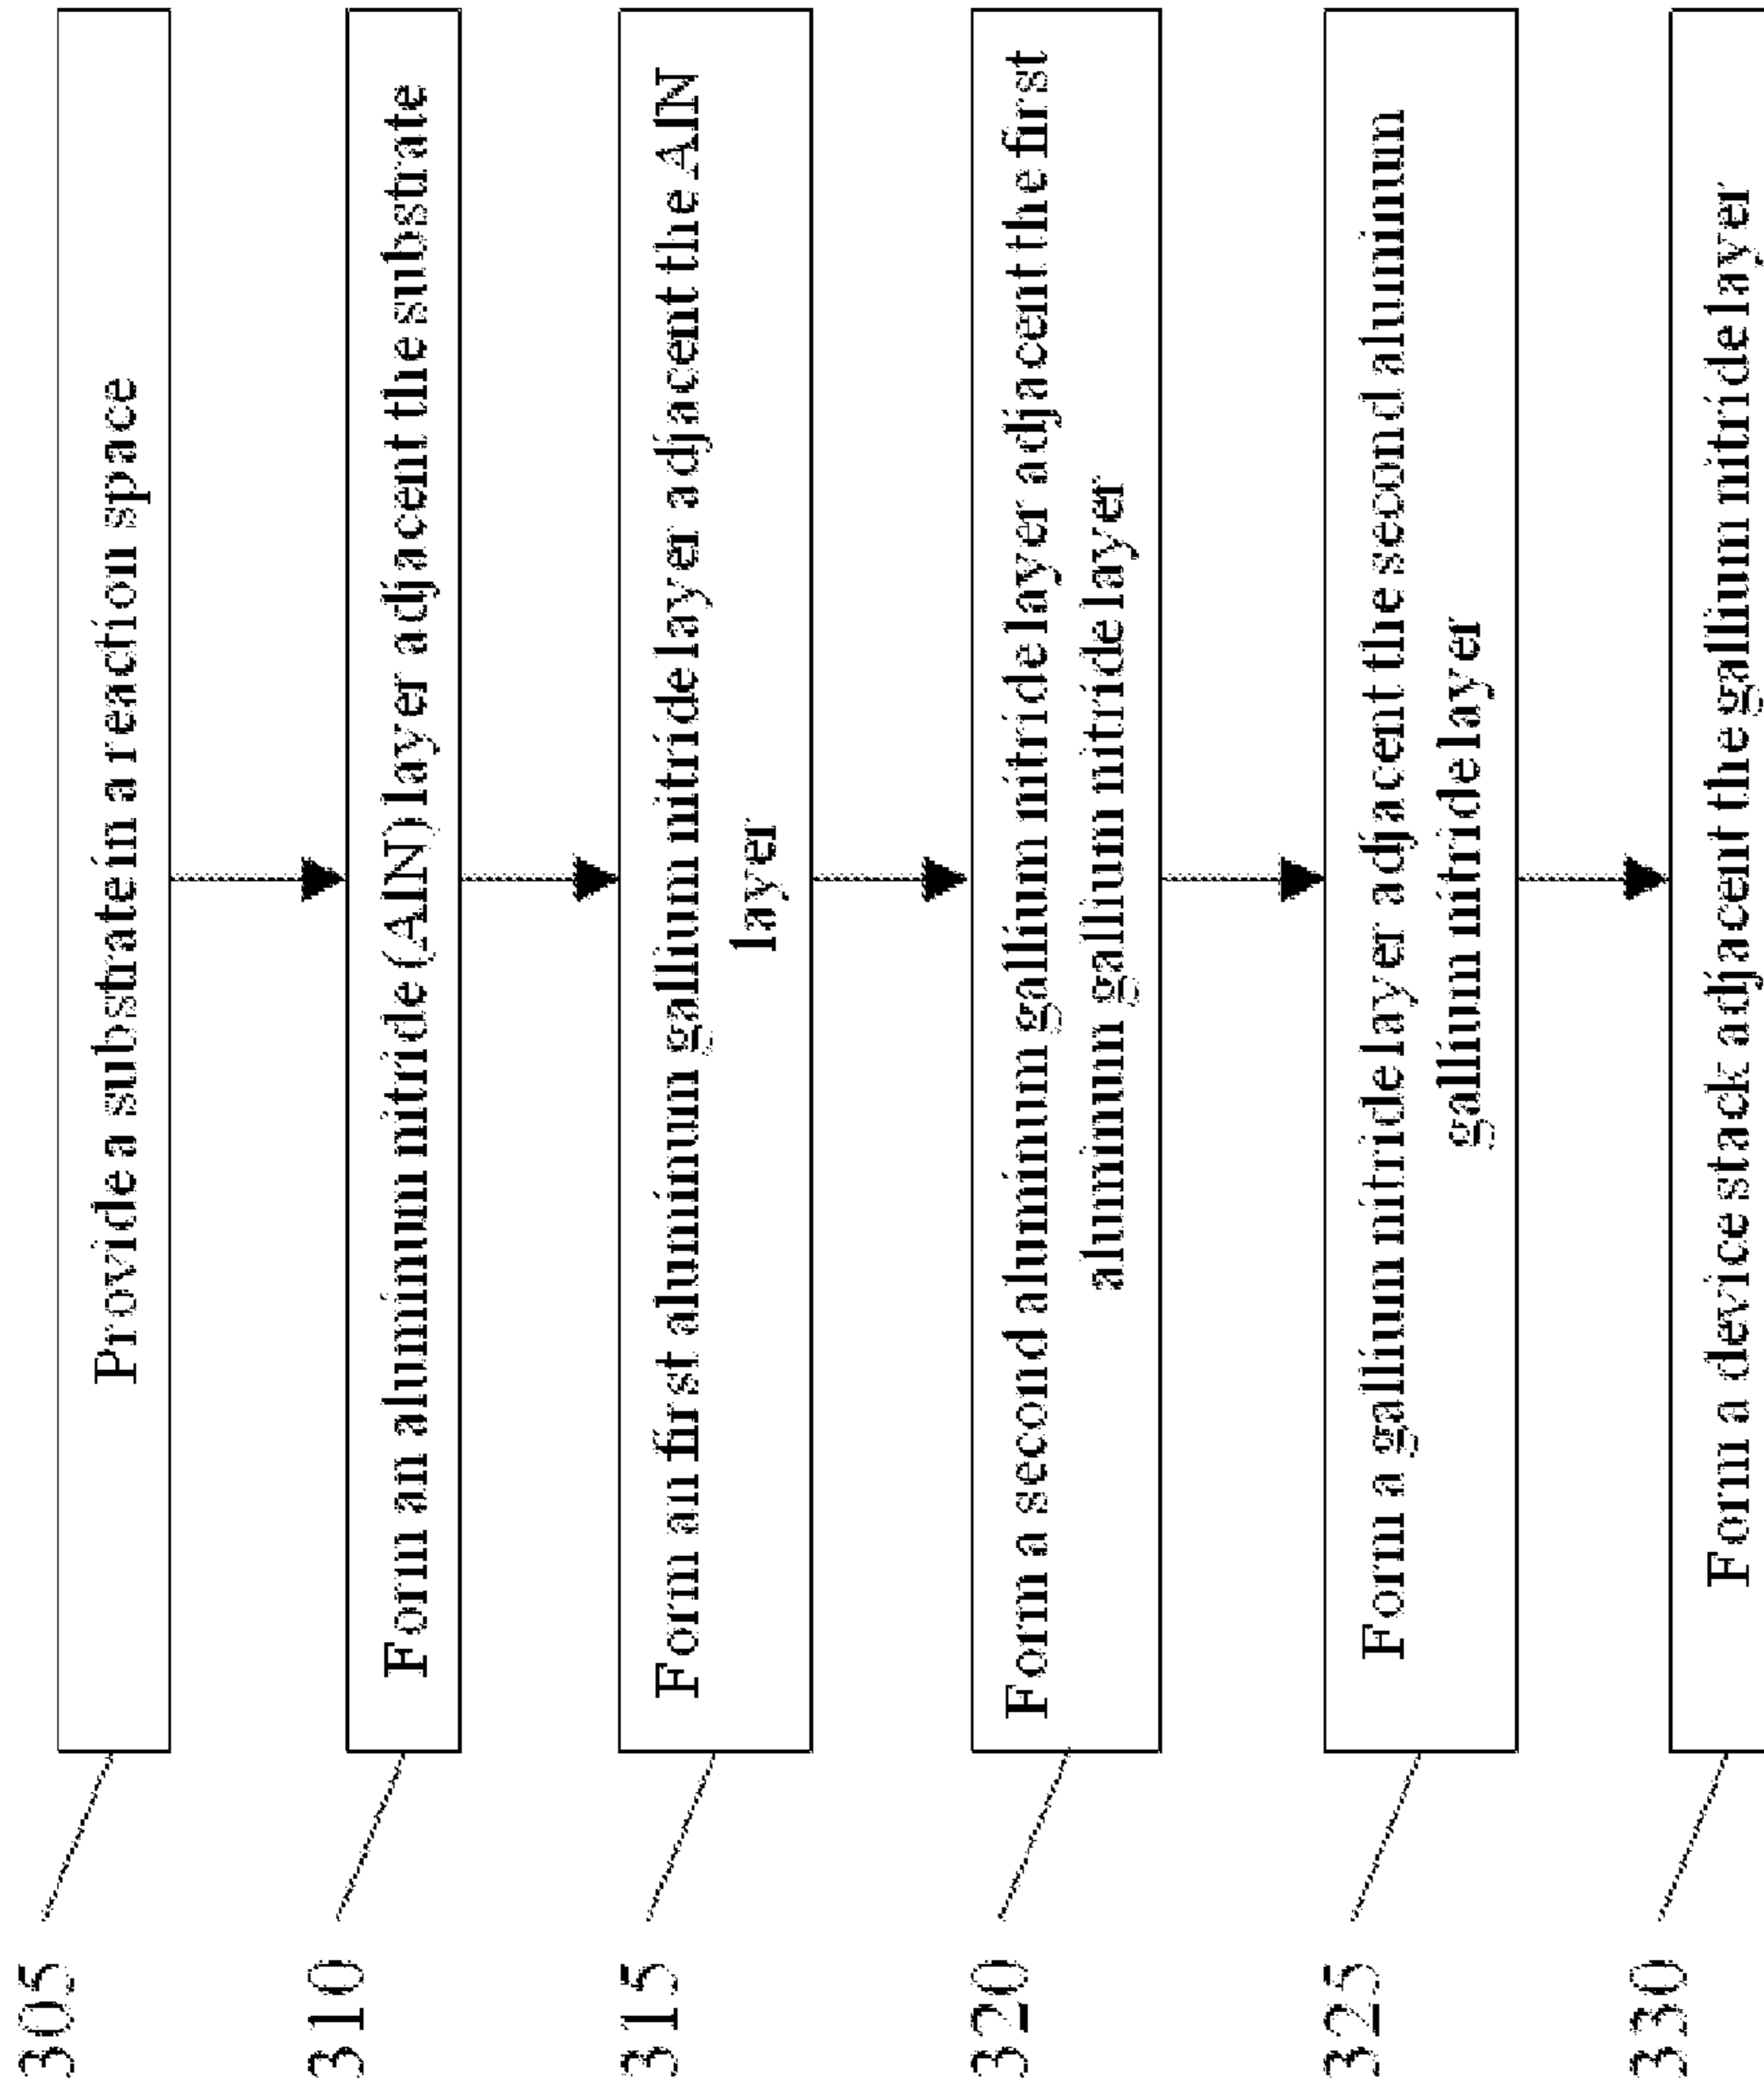 305
Provide a substrate in a reaction space
310
Form an aluminum nitride (AlN) layer adjacent the substrate
315
Form an first aluminum gallium nitride layer adjacent the AlN
layer
320
Form a second aluminum gallium nitride layer adjacent the first
aluminum gallium nitride layer
325
Form a gallium nitride layer adjacent the second aluminum
gallium nitride layer
330
Form a device stack adjacent the gallium nitride layer